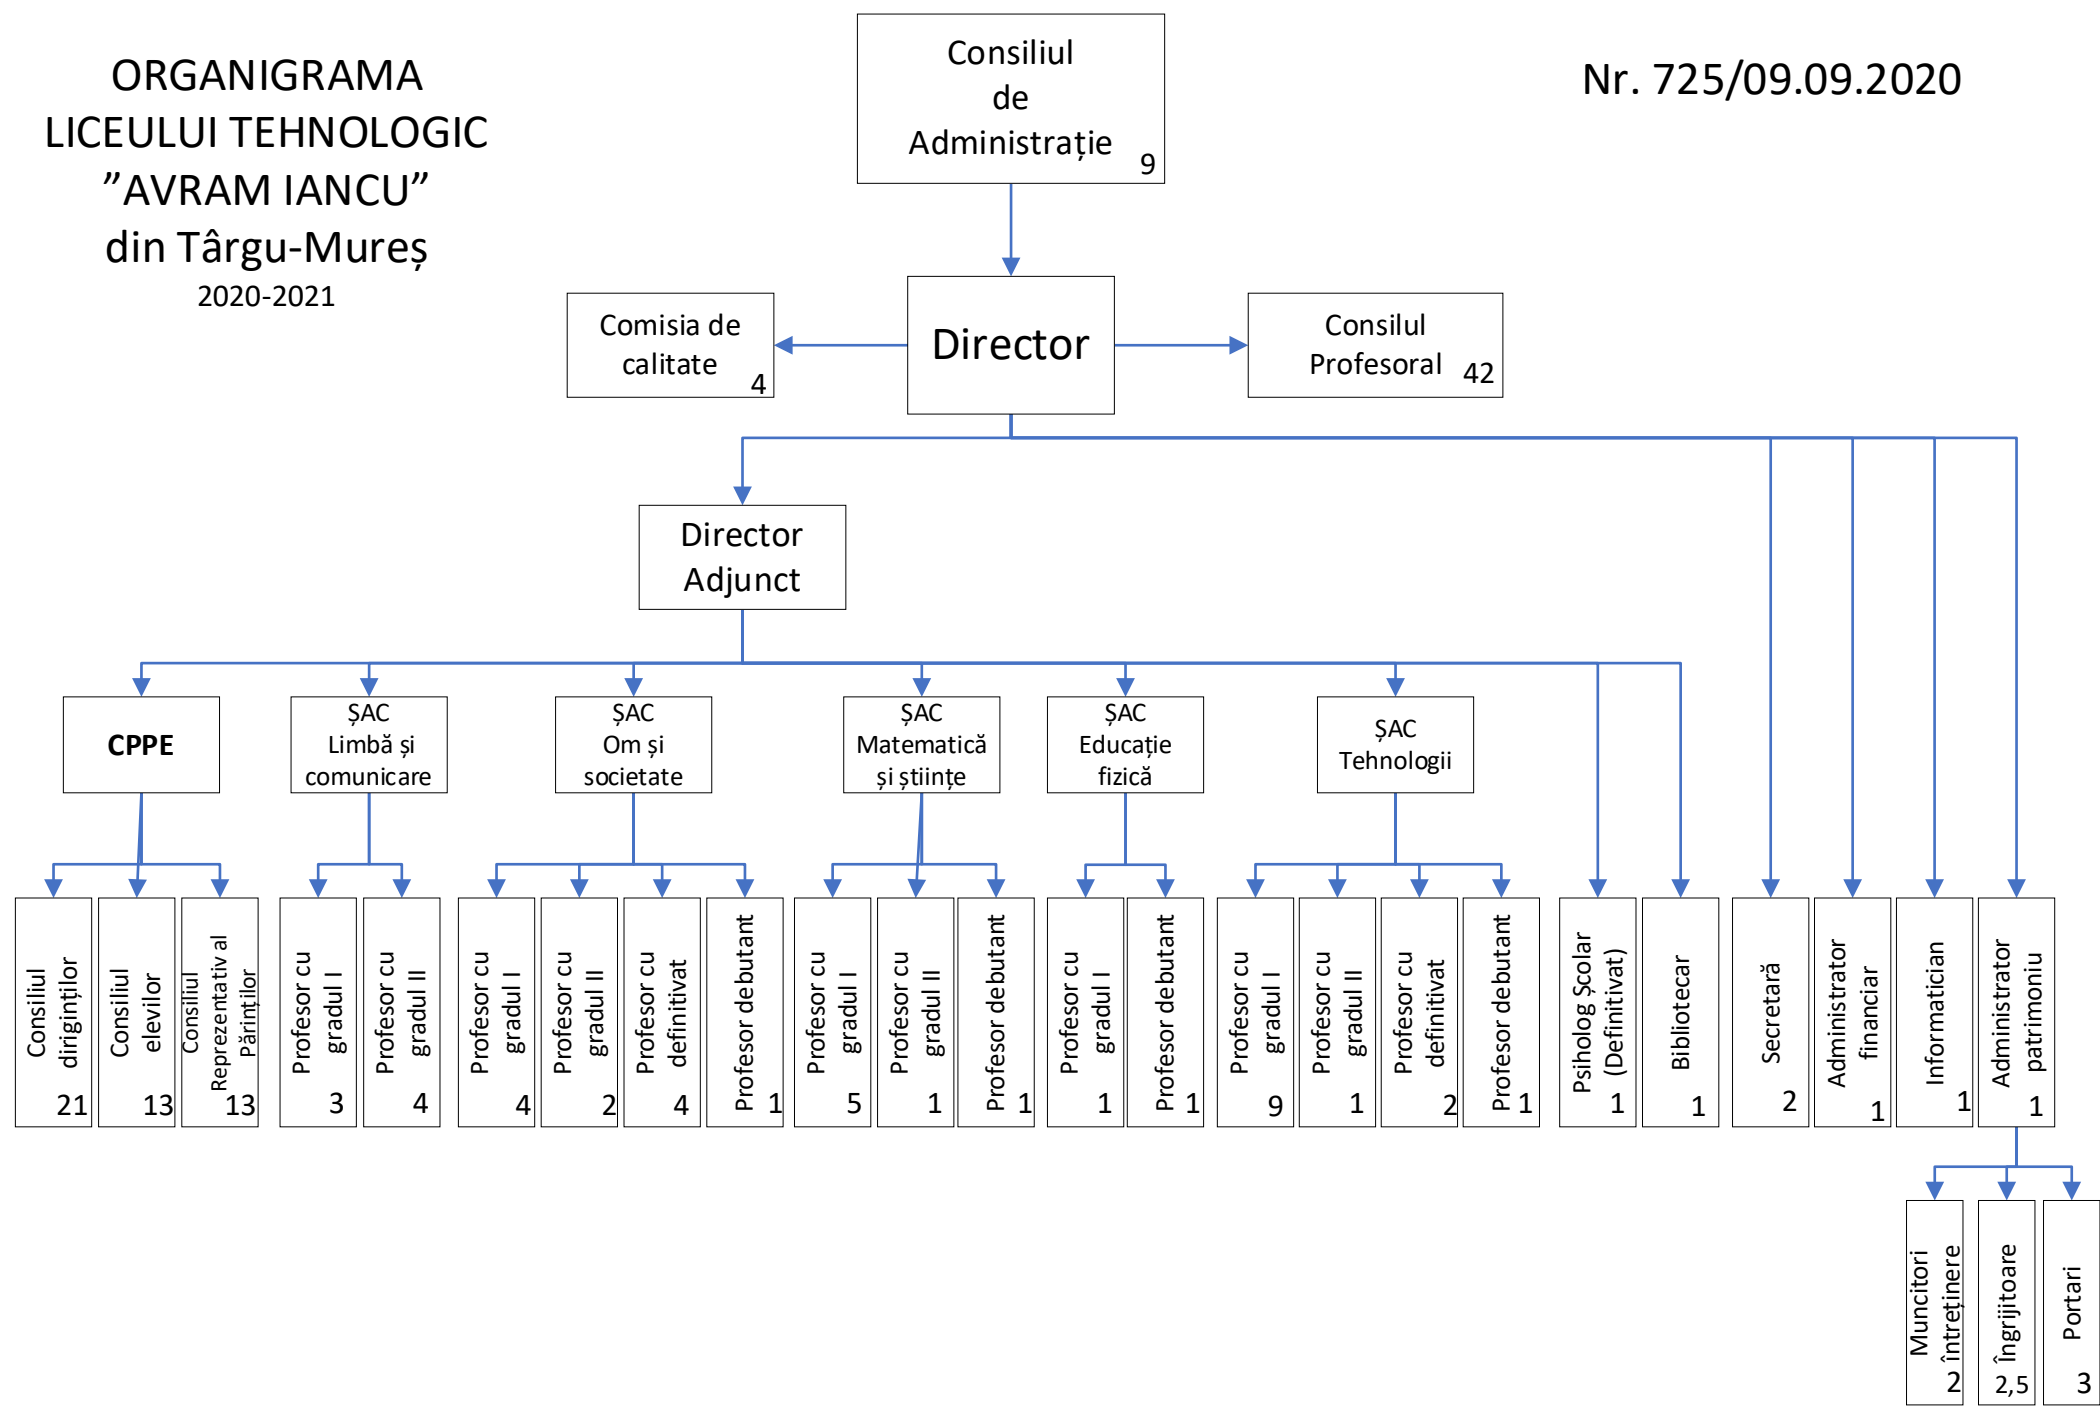 ORGANIGRAMA
LICEULUI TEHNOLOGIC
”AVRAM IANCU”
din Târgu-Mureș
2020-2021
Nr. 725/09.09.2020
Consiliul
de
Administrație
9
Comisia de
calitate
4
Director
Consilul
Profesoral
42
Director
Adjunct
CPPE
ȘAC
Limbă și
comunicare
ȘAC
Om și
societate
ȘAC
Matematică
și științe
ȘAC
Educație
fizică
ȘAC
Tehnologii
Consiliul
diriginților
21
Consiliul
elevilor
13
Consiliul
Reprezentativ al
Părinților
13
Profesor cu
gradul I
3
Profesor cu
gradul II
4
Profesor cu
gradul I
4
Profesor cu
gradul II
2
Profesor cu
definitivat
4
Profesor debutant
1
Profesor cu
gradul I
5
Profesor cu
gradul II
1
Profesor debutant
1
Profesor cu
gradul I
1
Profesor debutant
1
Profesor cu
gradul I
9
Profesor cu
gradul II
1
Profesor cu
definitivat
2
Profesor debutant
1
Psiholog Școlar
(Definitivat)
1
Bibliotecar
1
Secretară
2
Administrator
financiar
1
Informatician
1
Administrator
patrimoniu
1
Muncitori
întreținere
2
Îngrijitoare
2,5
Portari
3